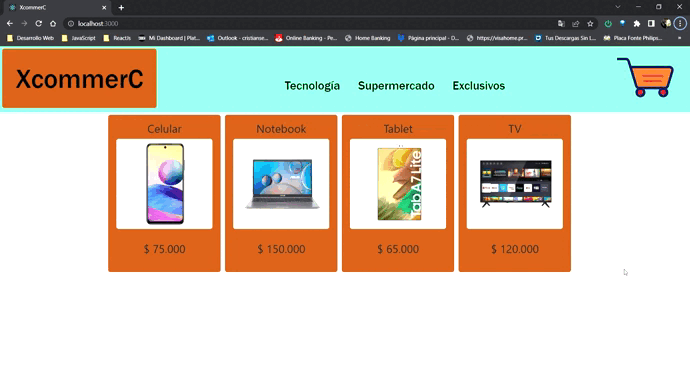 XcommerC
localhost:3000
Desarrollo Web JavaScript ReactJs Mi Dashboard | Plat... Outlook - cristianse... Online Banking - Pe... Home Banking Página principal - D... https://visahome.pr... Tus Descargas Sin L... Placa Fonte Philips...
XcommerC
Tecnología Supermercado Exclusivos
Celular Notebook Tablet TV
Tab A7 Lite
$ 75.000 $ 150.000 $ 65.000 $ 120.000